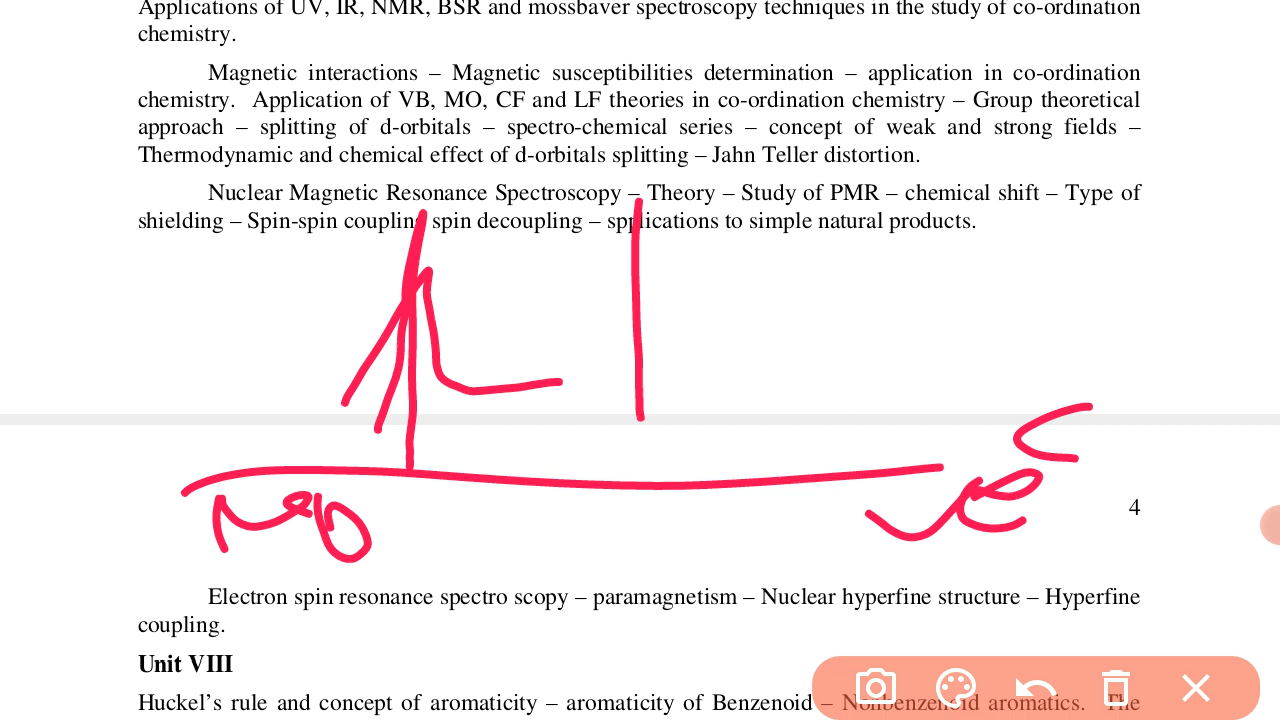 Applications of UV, IR, NMR, BSR and mossbaver spectroscopy techniques in the study of co-ordination
chemistry.
Magnetic interactions – Magnetic susceptibilities determination – application in co-ordination
chemistry. Application of VB, MO, CF and LF theories in co-ordination chemistry – Group theoretical
approach – splitting of d-orbitals – spectro-chemical series – concept of weak and strong fields –
Thermodynamic and chemical effect of d-orbitals splitting – Jahn Teller distortion.
Nuclear Magnetic Resonance Spectroscopy – Theory – Study of PMR – chemical shift – Type of
shielding – Spin-spin coupling spin decoupling – spplications to simple natural products.
4
Electron spin resonance spectro scopy – paramagnetism – Nuclear hyperfine structure – Hyperfine
coupling.
Unit VIII
Huckel's rule and concept of aromaticity – aromaticity of Benzenoid – Nonbenzenoid aromatics. The